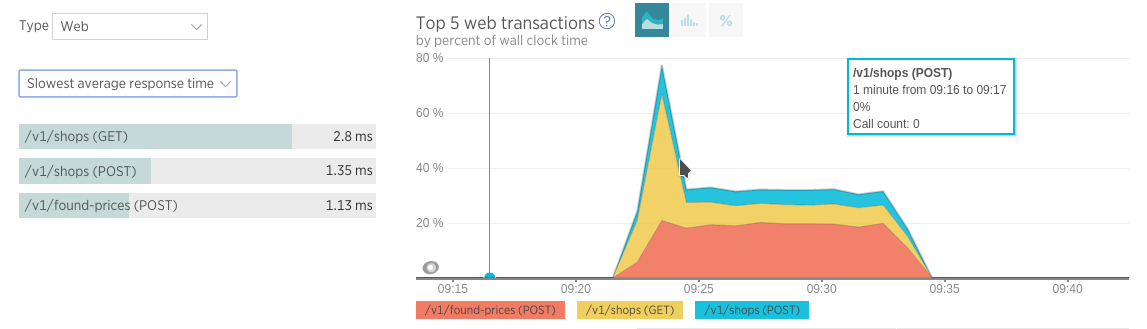 Type Web
Slowest average response time
/v1/shops (GET) 2.8 ms
/v1/shops (POST) 1.35 ms
/v1/found-prices (POST) 1.13 ms
Top 5 web transactions ?
%
by percent of wall clock time
80 %
60 %
40 %
20 %
/v1/shops (POST)
1 minute from 09:16 to 09:17
0%
Call count: 0
09:15 09:20 09:25 09:30 09:35 09:40
/v1/found-prices (POST) /v1/shops (GET) /v1/shops (POST)